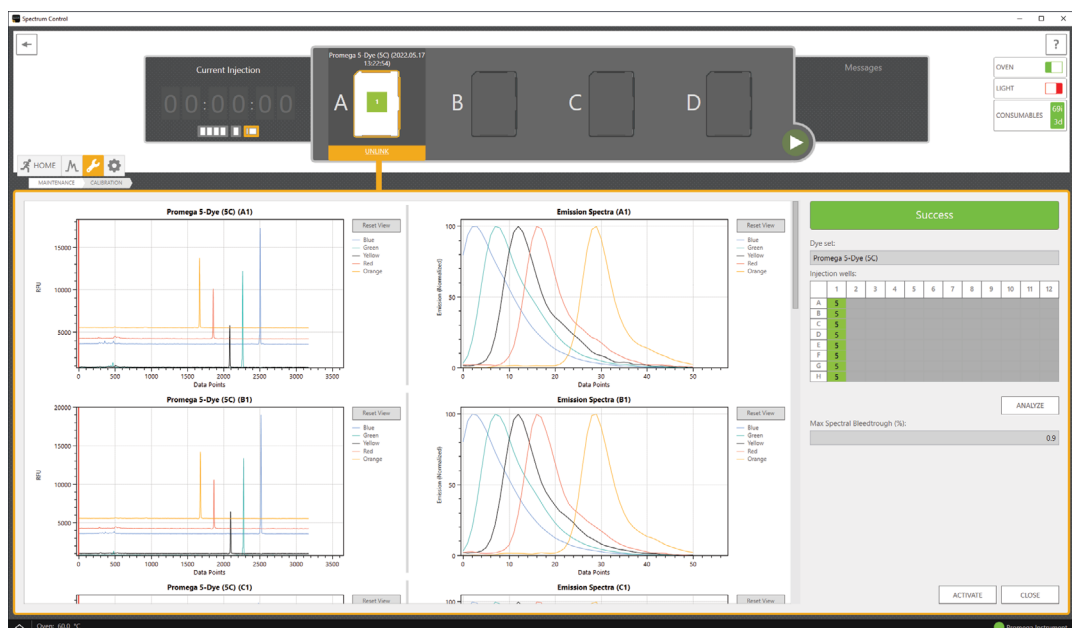 Spectrum Control
?
Current Injection
00:00:00
Promega 5-Dye (5C) (2022.05.17
13:22:54)
A
1
UNLINK
B
C
D
Messages
OVEN
LIGHT
CONSUMABLES
3d
HOME
MAINTENANCE
CALIBRATION
Promega 5-Dye (5C) (A1)
Reset View
Blue
Green
Yellow
Red
Orange
RFU
15000
10000
5000
0
0 500 1000 1500 2000 2500 3000 3500
Data Points
Emission Spectra (A1)
Reset View
Blue
Green
Yellow
Red
Orange
Emission (Normalized)
100
50
0
0 10 20 30 40 50
Data Points
Promega 5-Dye (5C) (B1)
Reset View
Blue
Green
Yellow
Red
Orange
RFU
20000
15000
10000
5000
0 500 1000 1500 2000 2500 3000 3500
Data Points
Emission Spectra (B1)
Reset View
Blue
Green
Yellow
Red
Orange
Emission (Normalized)
100
50
0
0 10 20 30 40 50
Data Points
Promega 5-Dye (5C) (C1)
Reset View
Emission Spectra (C1)
Reset View
100
Success
Dye set:
Promega 5-Dye (5C)
Injection wells:
1 2 3 4 5 6 7 8 9 10 11 12
A 5
B 5
C 5
D 5
E 5
F 5
G 5
H 5
ANALYZE
Max Spectral Bleedtrough (%):
0.9
ACTIVATE
CLOSE
Oven: 60.0 °C
Promega Instrument